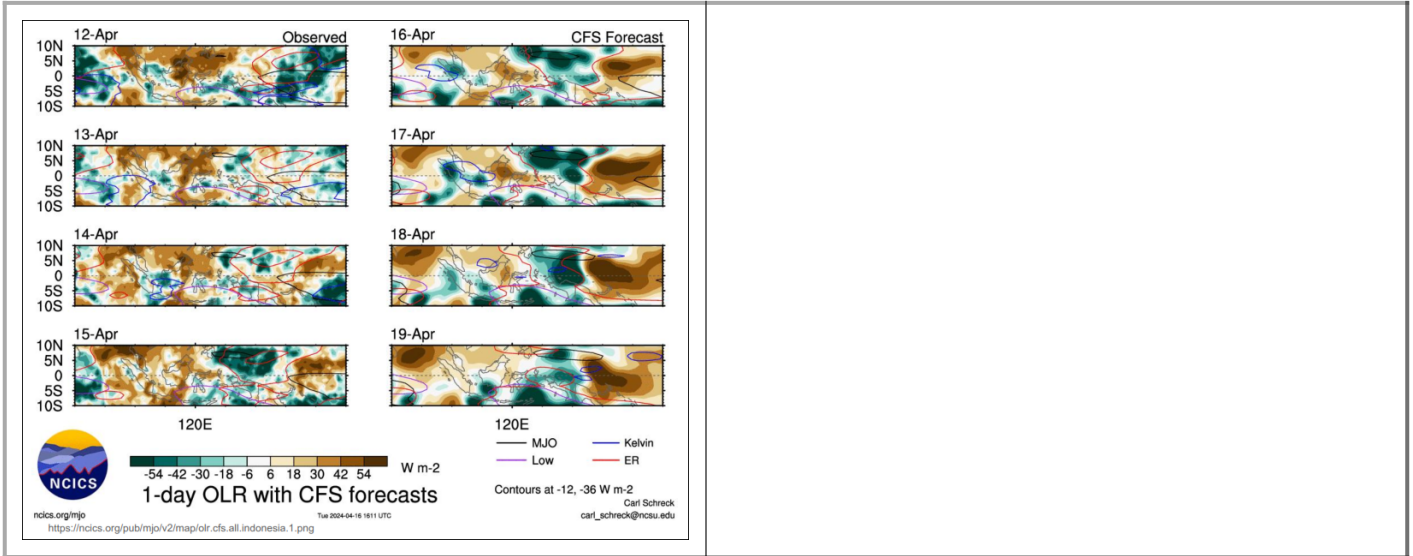 12-Apr Observed
10N
5N
0
5S
10S
13-Apr
10N
5N
0
5S
10S
14-Apr
10N
5N
0
5S
10S
15-Apr
10N
5N
0
5S
10S
120E
16-Apr CFS Forecast
17-Apr
18-Apr
19-Apr
120E
MJO Kelvin
Low ER
-54 -42 -30 -18 -6 6 18 30 42 54 W m-2
NCICS
1-day OLR with CFS forecasts
Contours at -12, -36 W m-2
Carl Schreck
carl_schreck@ncsu.edu
ncics.org/mjo
Tue 2024-04-16 1611 UTC
https://ncics.org/pub/mjo/v2/map/olr.cfs.all.indonesia.1.png